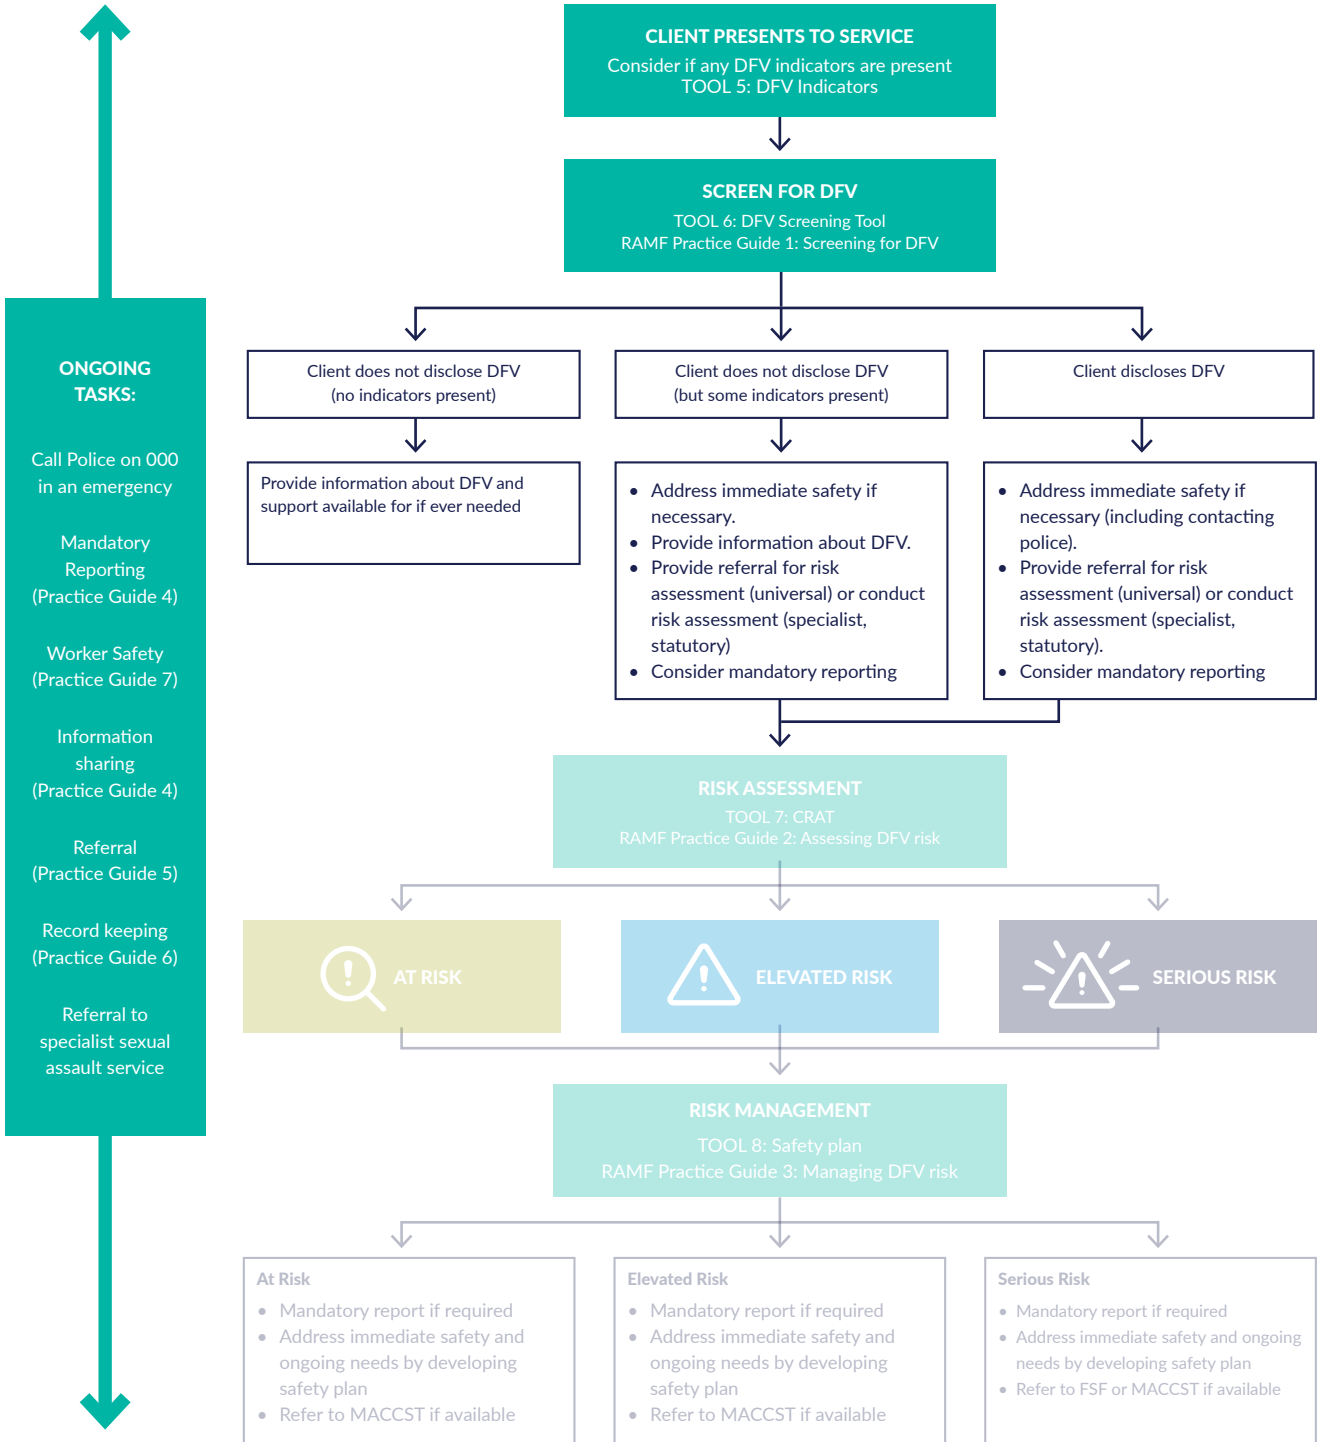 CLIENT PRESENTS TO SERVICE
Consider if any DFV indicators are present
TOOL 5: DFV Indicators
SCREEN FOR DFV
TOOL 6: DFV Screening Tool
RAMF Practice Guide 1: Screening for DFV
ONGOING
TASKS:
Call Police on 000
in an emergency
Mandatory
Reporting
(Practice Guide 4)
Worker Safety
(Practice Guide 7)
Information
sharing
(Practice Guide 4)
Referral
(Practice Guide 5)
Record keeping
(Practice Guide 6)
Referral to
specialist sexual
assault service
Client does not disclose DFV
(no indicators present)
Client does not disclose DFV
(but some indicators present)
Client discloses DFV
Provide information about DFV and
support available for if ever needed
• Address immediate safety if
necessary.
• Provide information about DFV.
• Provide referral for risk
assessment (universal) or conduct
risk assessment (specialist,
statutory)
• Consider mandatory reporting
• Address immediate safety if
necessary (including contacting
police).
• Provide referral for risk
assessment (universal) or conduct
risk assessment (specialist,
statutory).
• Consider mandatory reporting
RISK ASSESSMENT
TOOL 7: CRAT
RAMF Practice Guide 2: Assessing DFV risk
AT RISK
ELEVATED RISK
SERIOUS RISK
RISK MANAGEMENT
TOOL 8: Safety plan
RAMF Practice Guide 3: Managing DFV risk
At Risk
• Mandatory report if required
• Address immediate safety and
ongoing needs by developing
safety plan
• Refer to MACCST if available
Elevated Risk
• Mandatory report if required
• Address immediate safety and
ongoing needs by developing
safety plan
• Refer to MACCST if available
Serious Risk
• Mandatory report if required
• Address immediate safety and ongoing
needs by developing safety plan
• Refer to FSF or MACCST if available